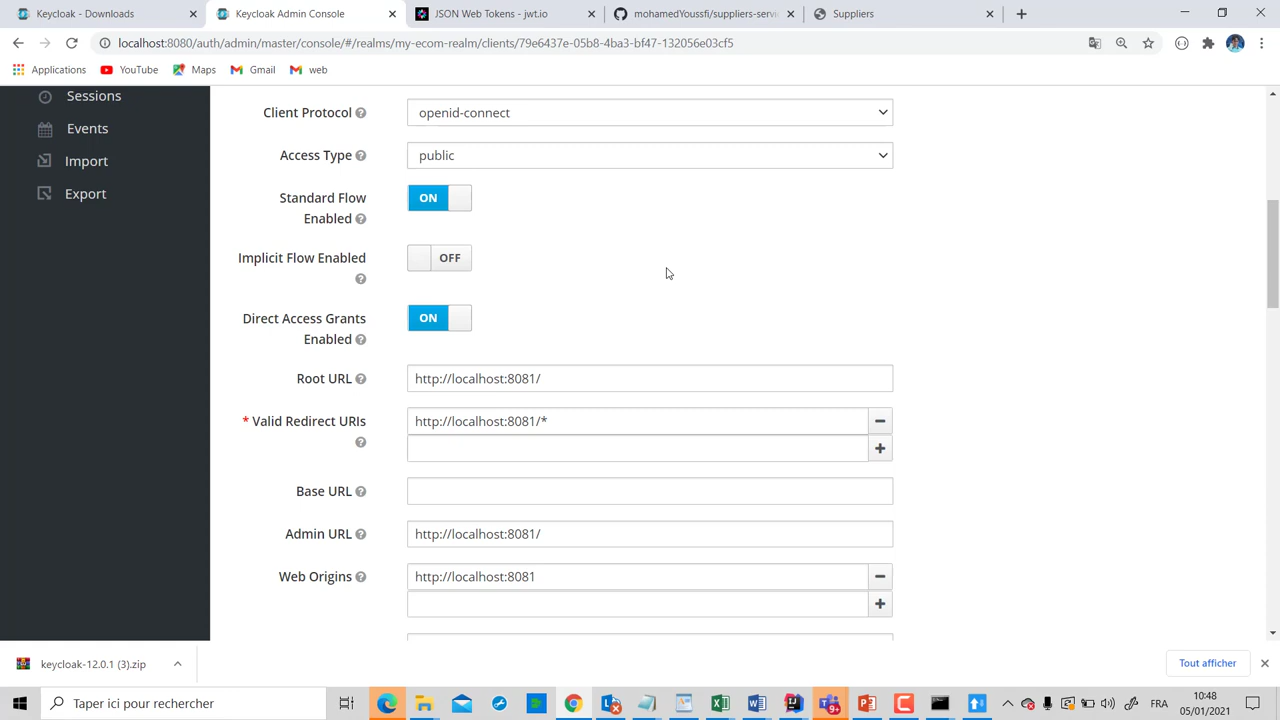 Keycloak - Downloads
Keycloak Admin Console
JSON Web Tokens - jwt.io
mohamedYoussfi/suppliers-servi
Suppliers
localhost:8080/auth/admin/master/console/#/realms/my-ecom-realm/clients/79e6437e-05b8-4ba3-bf47-132056e03cf5
Applications
YouTube
Maps
Gmail
web
Sessions
Events
Import
Export
Client Protocol
openid-connect
Access Type
public
Standard Flow
Enabled
ON
Implicit Flow Enabled
OFF
Direct Access Grants
Enabled
ON
Root URL
http://localhost:8081/
* Valid Redirect URIs
http://localhost:8081/*
Base URL
Admin URL
http://localhost:8081/
Web Origins
http://localhost:8081
keycloak-12.0.1 (3).zip
Tout afficher
Taper ici pour rechercher
9+
FRA
10:48
05/01/2021